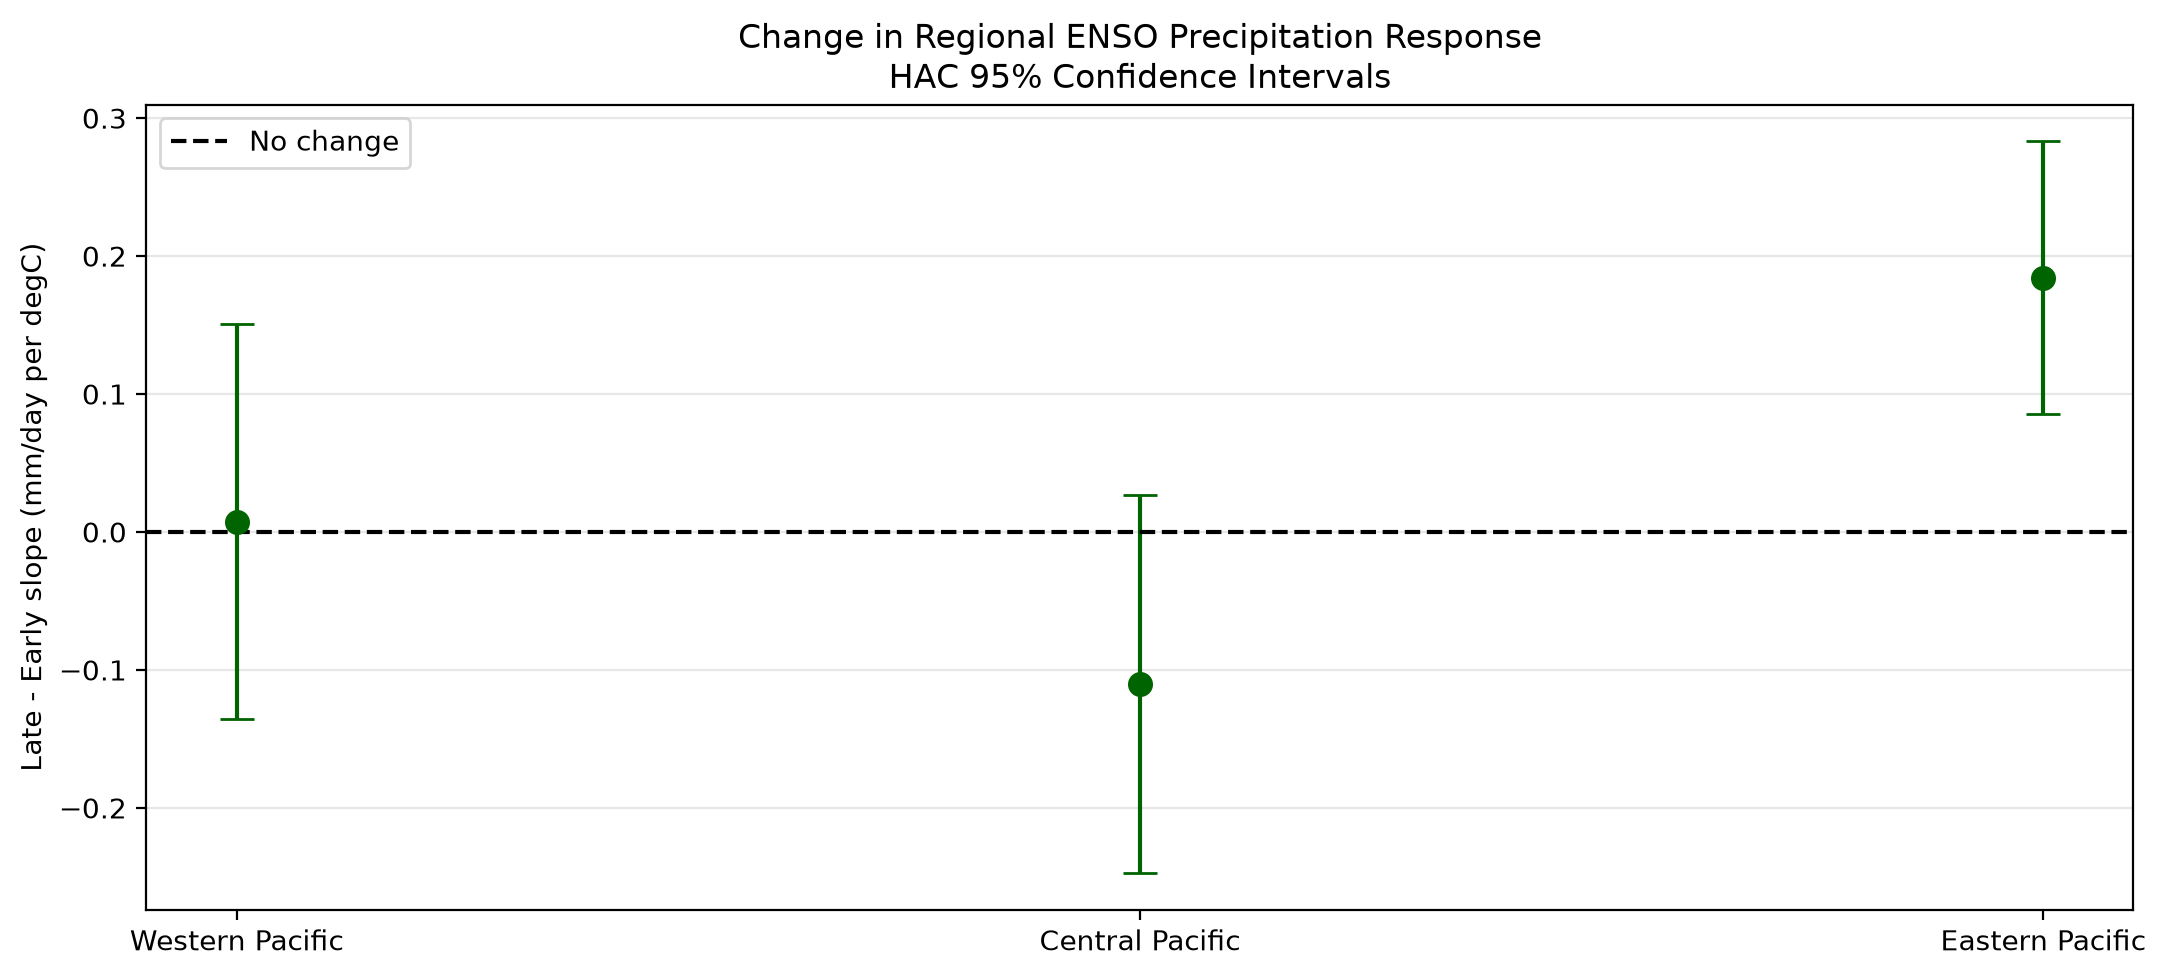 Change in Regional ENSO Precipitation Response
HAC 95% Confidence Intervals
No change
Late - Early slope (mm/day per degC)
0.3
0.2
0.1
0.0
−0.1
−0.2
Western Pacific
Central Pacific
Eastern Pacific